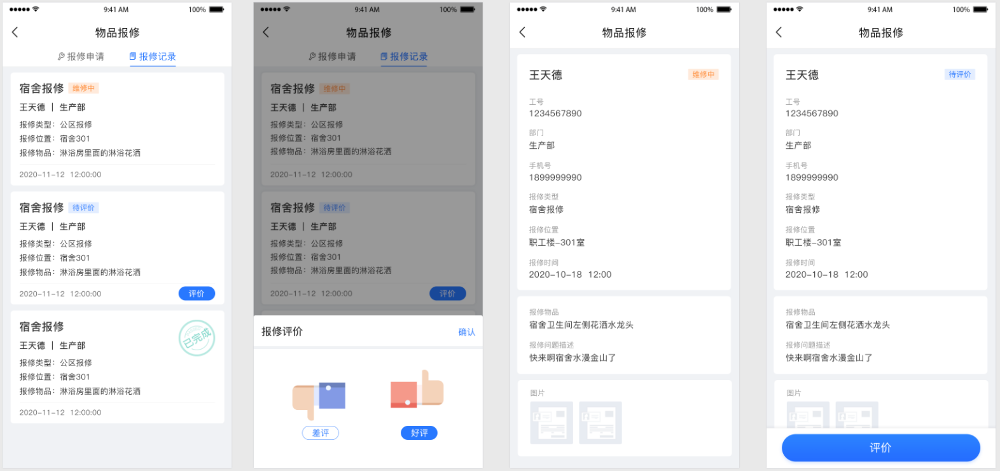 9:41 AM
100%
物品报修
报修申请
报修记录
宿舍报修 维修中
王天德 | 生产部
报修类型：公区报修
报修位置：宿舍301
报修物品：淋浴房里面的淋浴花洒
2020-11-12 12:00:00
宿舍报修 待评价
王天德 | 生产部
报修类型：公区报修
报修位置：宿舍301
报修物品：淋浴房里面的淋浴花洒
2020-11-12 12:00:00
评价
宿舍报修
已完成
王天德 | 生产部
报修类型：公区报修
报修位置：宿舍301
报修物品：淋浴房里面的淋浴花洒
2020-11-12 12:00:00
9:41 AM
100%
物品报修
报修申请
报修记录
宿舍报修 维修中
王天德 | 生产部
报修类型：公区报修
报修位置：宿舍301
报修物品：淋浴房里面的淋浴花洒
2020-11-12 12:00:00
宿舍报修 待评价
王天德 | 生产部
报修类型：公区报修
报修位置：宿舍301
报修物品：淋浴房里面的淋浴花洒
2020-11-12 12:00:00
评价
报修评价
确认
差评
好评
9:41 AM
100%
物品报修
王天德
维修中
工号
1234567890
部门
生产部
手机号
1899999990
报修类型
宿舍报修
报修位置
职工楼-301室
报修时间
2020-10-18 12:00
报修物品
宿舍卫生间左侧花洒水龙头
报修问题描述
快来啊宿舍水漫金山了
图片
9:41 AM
100%
物品报修
王天德
待评价
工号
1234567890
部门
生产部
手机号
1899999990
报修类型
宿舍报修
报修位置
职工楼-301室
报修时间
2020-10-18 12:00
报修物品
宿舍卫生间左侧花洒水龙头
报修问题描述
快来啊宿舍水漫金山了
图片
评价